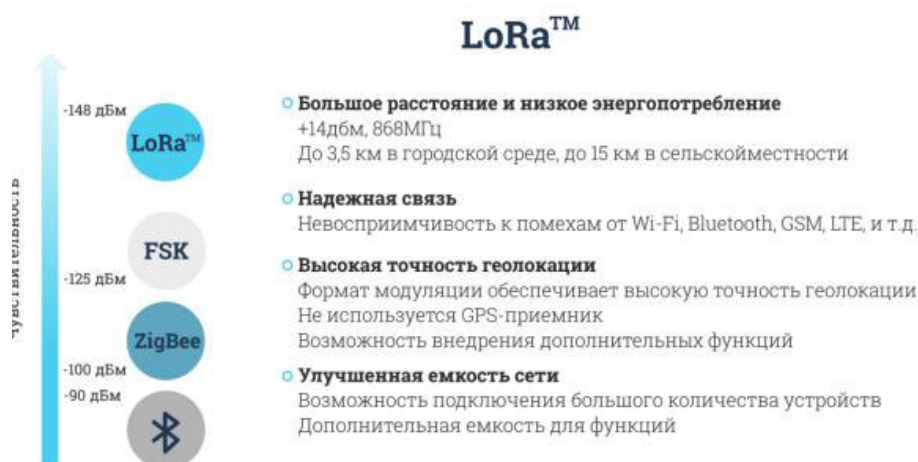 LoRa™
-148 дБм
LoRa™
FSK
-125 дБм
ZigBee
-100 дБм
-90 дБм
Большое расстояние и низкое энергопотребление
+14дбм, 868МГц
До 3,5 км в городской среде, до 15 км в сельскойместности
Надежная связь
Невосприимчивость к помехам от Wi-Fi, Bluetooth, GSM, LTE, и т.д.
Высокая точность геолокации
Формат модуляции обеспечивает высокую точность геолокации
Не используется GPS-приемник
Возможность внедрения дополнительных функций
Улучшенная емкость сети
Возможность подключения большого количества устройств
Дополнительная емкость для функций